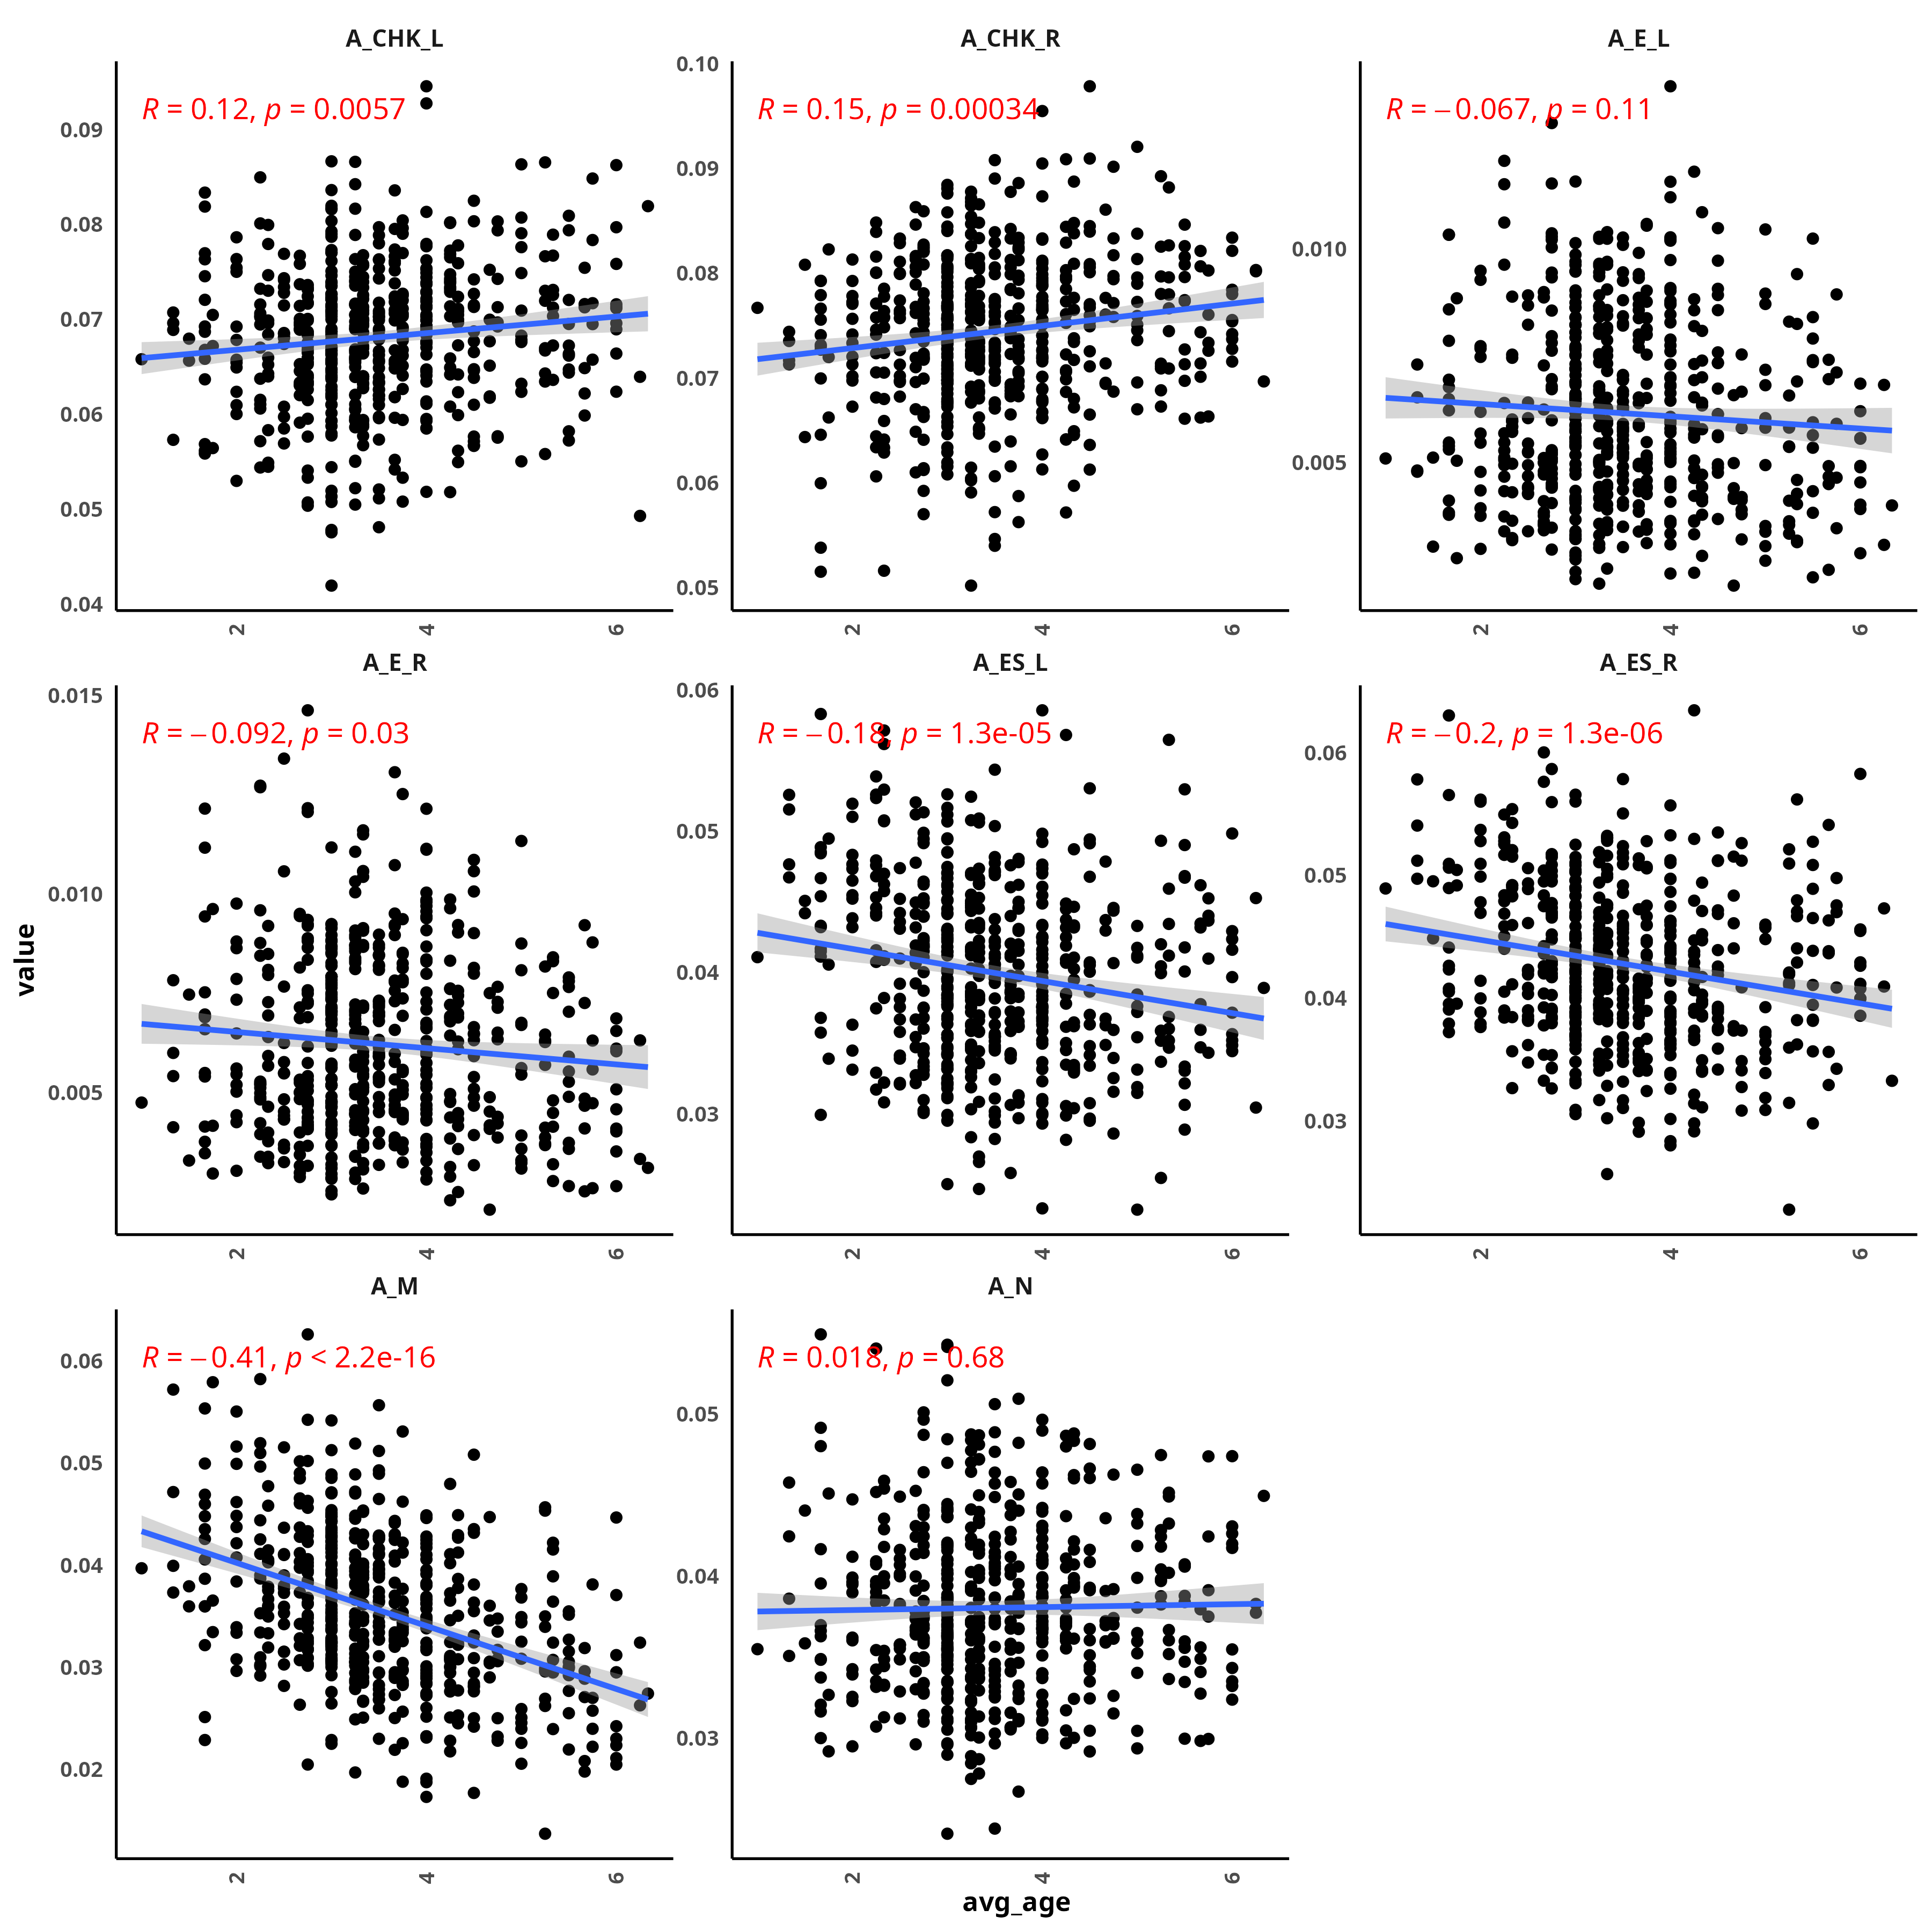 A_CHK_L
A_CHK_R
A_E_L
R = 0.12, p = 0.0057
R = 0.15, p = 0.00034
R = −0.067, p = 0.11
0.09
0.08
0.07
0.06
0.05
0.04
0.10
0.09
0.08
0.07
0.06
0.05
0.010
0.005
2 4 6
2 4 6
2 4 6
A_E_R
A_ES_L
A_ES_R
R = −0.092, p = 0.03
R = −0.18, p = 1.3e-05
R = −0.2, p = 1.3e-06
0.015
0.010
0.005
0.06
0.05
0.04
0.03
0.06
0.05
0.04
0.03
2 4 6
2 4 6
2 4 6
value
A_M
A_N
R = −0.41, p < 2.2e-16
R = 0.018, p = 0.68
0.06
0.05
0.04
0.03
0.02
0.05
0.04
0.03
2 4 6
2 4 6
avg_age